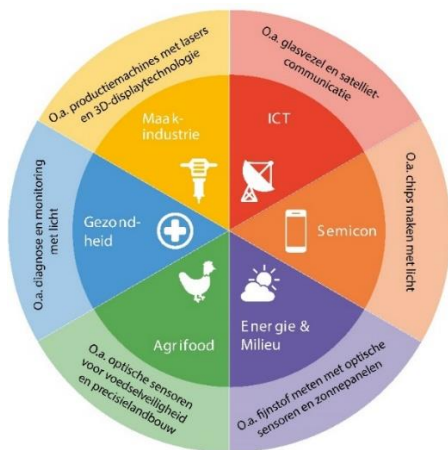 O.a. productiemachines met lasers
en 3D-displaytechnologie
O.a. glasvezel en satelliet-
communicatie
Maak-
industrie
ICT
O.a. diagnose en monitoring
met licht
Gezond-
heid
Semicon
O.a. chips maken met licht
Agrifood
Energie &
Milieu
O.a. optische sensoren
voor voedselveiligheid
en precisielandbouw
O.a. fijnstof meten met optische
sensoren en zonnepanelen